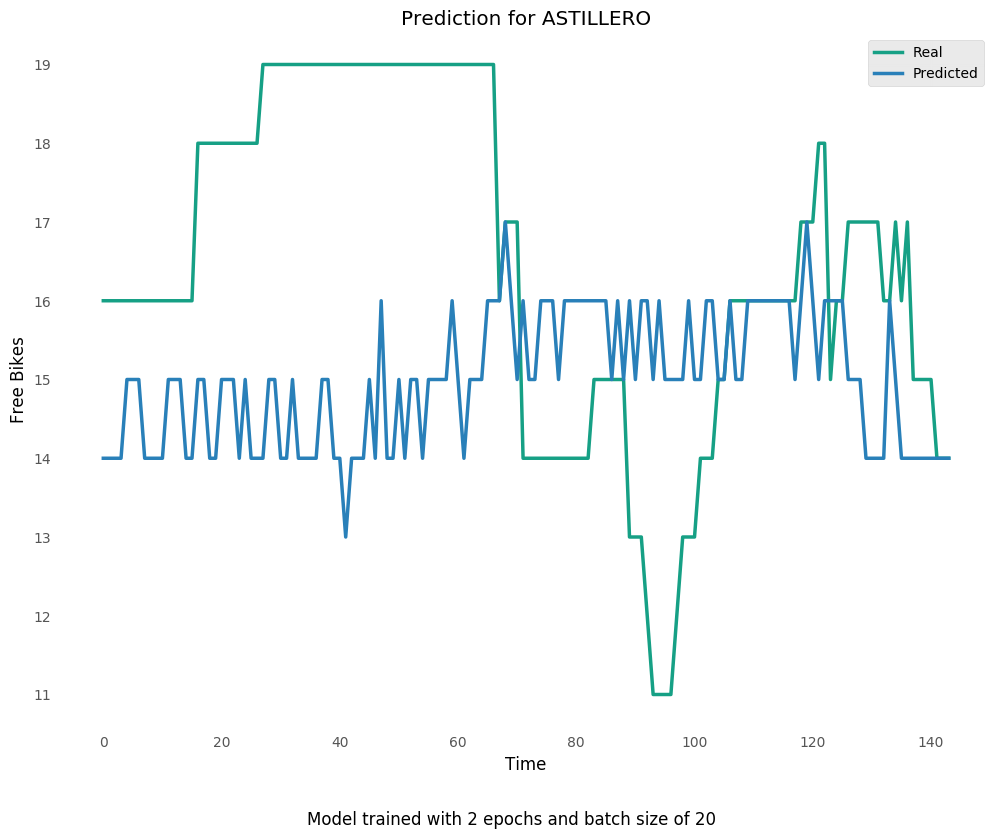 Prediction for ASTILLERO
Real
Predicted
19
18
17
16
15
14
13
12
11
Free Bikes
0 20 40 60 80 100 120 140
Time
Model trained with 2 epochs and batch size of 20